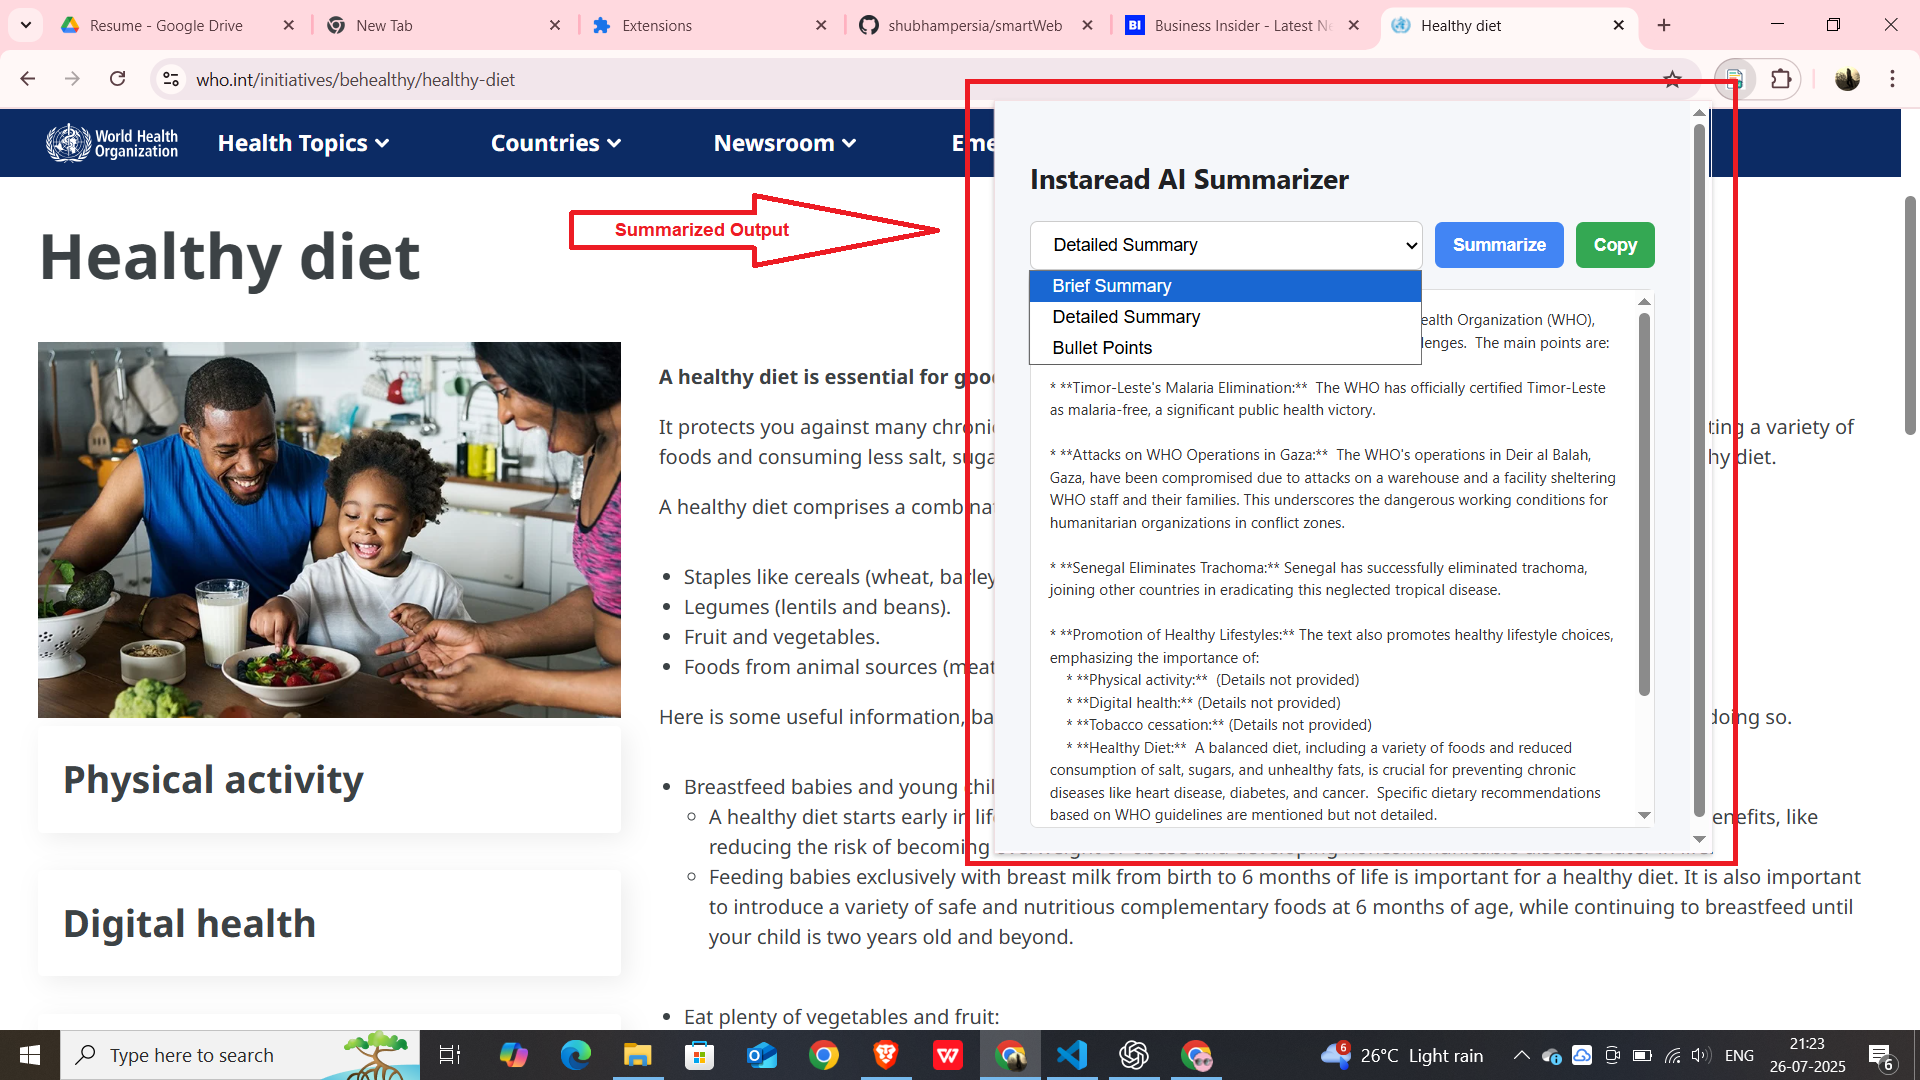 Resume - Google Drive
New Tab
Extensions
shubhampersia/smartWeb
Business Insider - Latest Ne
Healthy diet
who.int/initiatives/behealthy/healthy-diet
World Health
Organization
Health Topics
Countries
Newsroom
Eme
Healthy diet
Summarized Output
A healthy diet is essential for good
It protects you against many chronic
ting a variety of
foods and consuming less salt, suga
hy diet.
A healthy diet comprises a combinat
Staples like cereals (wheat, barley,
Legumes (lentils and beans).
Fruit and vegetables.
Foods from animal sources (meat
Here is some useful information, ba
doing so.
Breastfeed babies and young chil
A healthy diet starts early in life
enefits, like
reducing the risk of becoming overweight or obese and developing noncommunicable diseases later in life.
Feeding babies exclusively with breast milk from birth to 6 months of life is important for a healthy diet. It is also important
to introduce a variety of safe and nutritious complementary foods at 6 months of age, while continuing to breastfeed until
your child is two years old and beyond.
Eat plenty of vegetables and fruit:
Physical activity
Digital health
Instaread AI Summarizer
Detailed Summary
Summarize
Copy
Brief Summary
Detailed Summary
Bullet Points
ealth Organization (WHO),
lenges. The main points are:
* **Timor-Leste's Malaria Elimination:** The WHO has officially certified Timor-Leste
as malaria-free, a significant public health victory.
* **Attacks on WHO Operations in Gaza:** The WHO's operations in Deir al Balah,
Gaza, have been compromised due to attacks on a warehouse and a facility sheltering
WHO staff and their families. This underscores the dangerous working conditions for
humanitarian organizations in conflict zones.
* **Senegal Eliminates Trachoma:** Senegal has successfully eliminated trachoma,
joining other countries in eradicating this neglected tropical disease.
* **Promotion of Healthy Lifestyles:** The text also promotes healthy lifestyle choices,
emphasizing the importance of:
* **Physical activity:** (Details not provided)
* **Digital health:** (Details not provided)
* **Tobacco cessation:** (Details not provided)
* **Healthy Diet:** A balanced diet, including a variety of foods and reduced
consumption of salt, sugars, and unhealthy fats, is crucial for preventing chronic
diseases like heart disease, diabetes, and cancer. Specific dietary recommendations
based on WHO guidelines are mentioned but not detailed.
Type here to search
6
26°C Light rain
ENG
21:23
26-07-2025
6